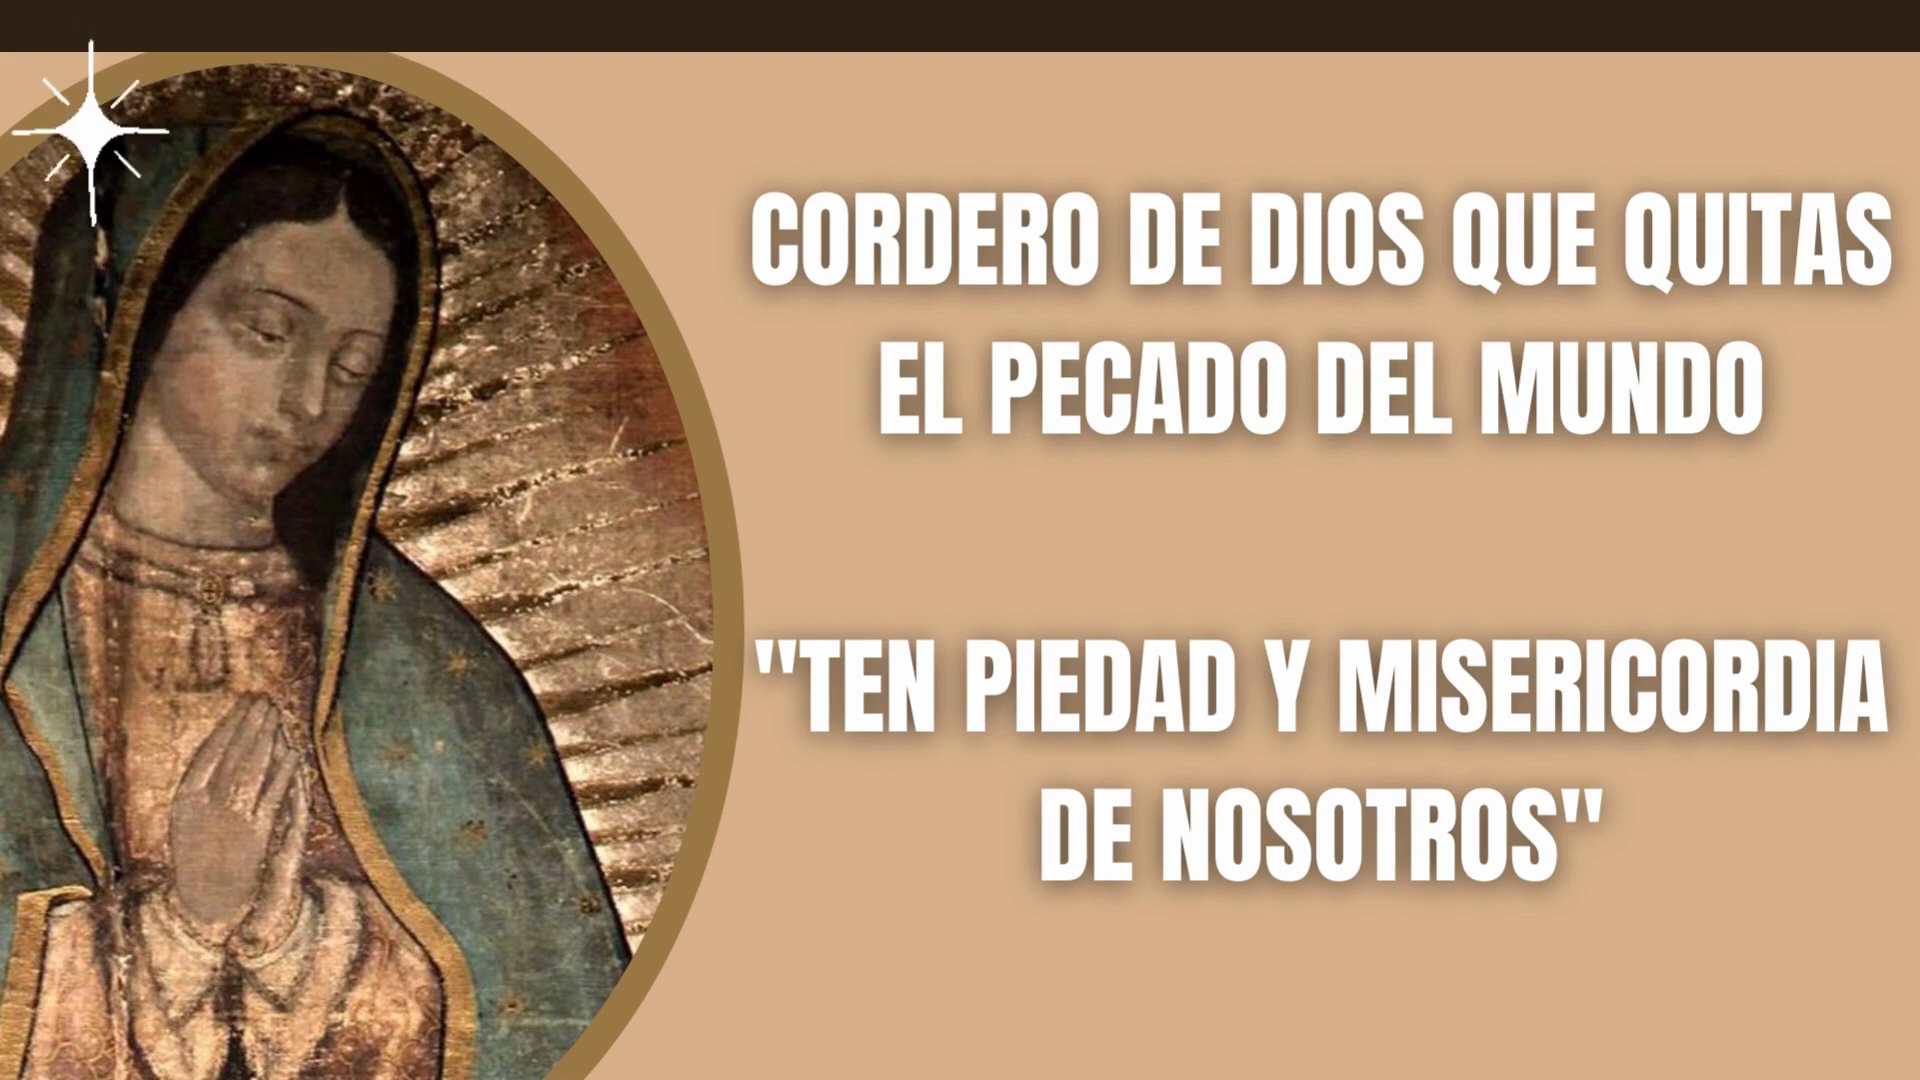 CORDERO DE DIOS QUE QUITAS
EL PECADO DEL MUNDO
"TEN PIEDAD Y MISERICORDIA
DE NOSOTROS"